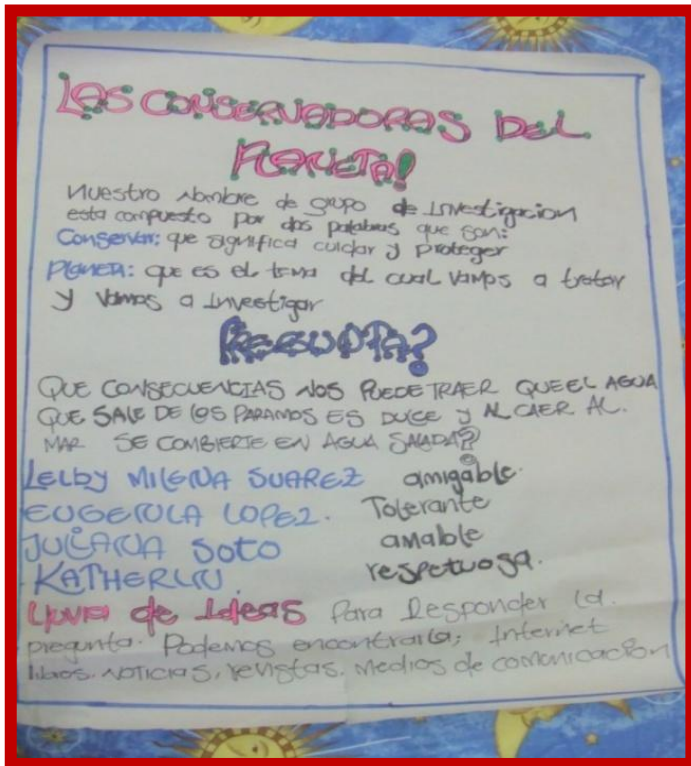 LAS CONSERVADORAS DEL
PLANETA!
Nuestro Nombre de grupo de Investigacion
esta compuesto por dos palabras que son:
Conservar: que significa cuidar y proteger
Planeta: que es el tema del cual vamos a tratar
y vamos a Investigar
PREGUNTA?
QUE CONSECUENCIAS NOS PUEDE TRAER QUE EL AGUA
QUE SALE DE LOS PARAMOS ES DULCE y AL CAER AL.
MAR SE COMBIERTE EN AGUA SALADA?
LELBY MILENA SUAREZ amigable.
EUGENIA LOPEZ. Tolerante
JULIANA SOTO amable
KATHERIN. respetuosa.
Lluvia de Ideas Para Responder la.
pregunta. Podemos encontrarla; Internet
libros, NOTICIAS, revistas, Medios de comunicación